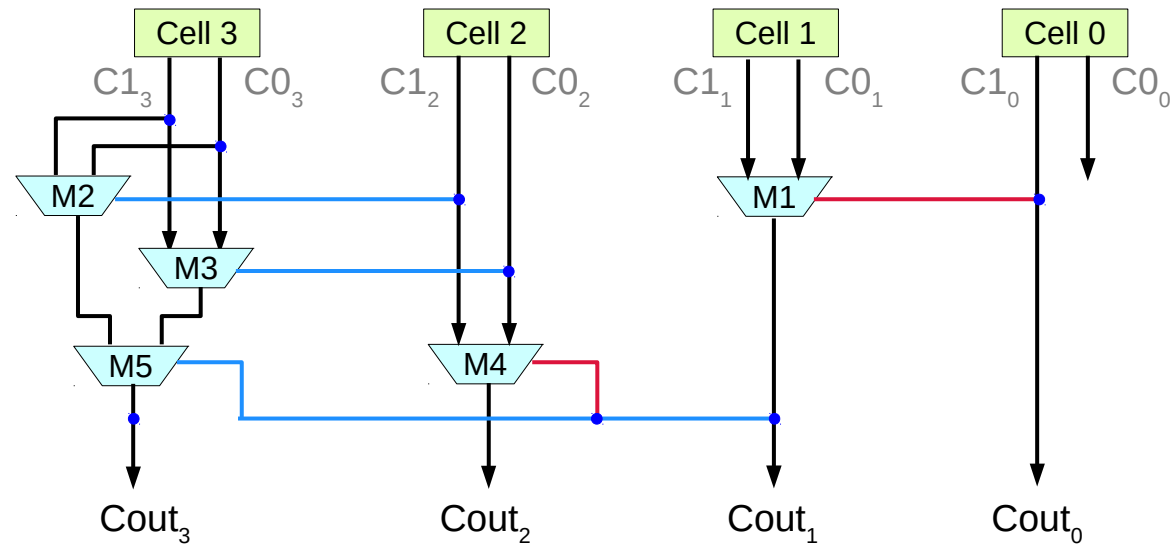 Cell 3 Cell 2 Cell 1 Cell 0
C1₃ C0₃ C1₂ C0₂ C1₁ C0₁ C1₀ C0₀
M2 M1
M3
M5 M4
Cout₃ Cout₂ Cout₁ Cout₀